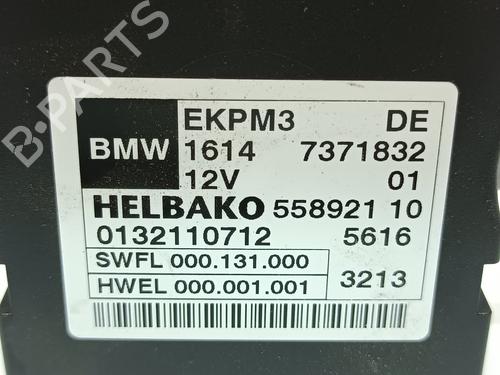 EKPM3 DE
BMW 1614 7371832
12V 01
HELBAKO 558921 10
0132110712 5616
SWFL 000.131.000
HWEL 000.001.001 3213
B-PARTS